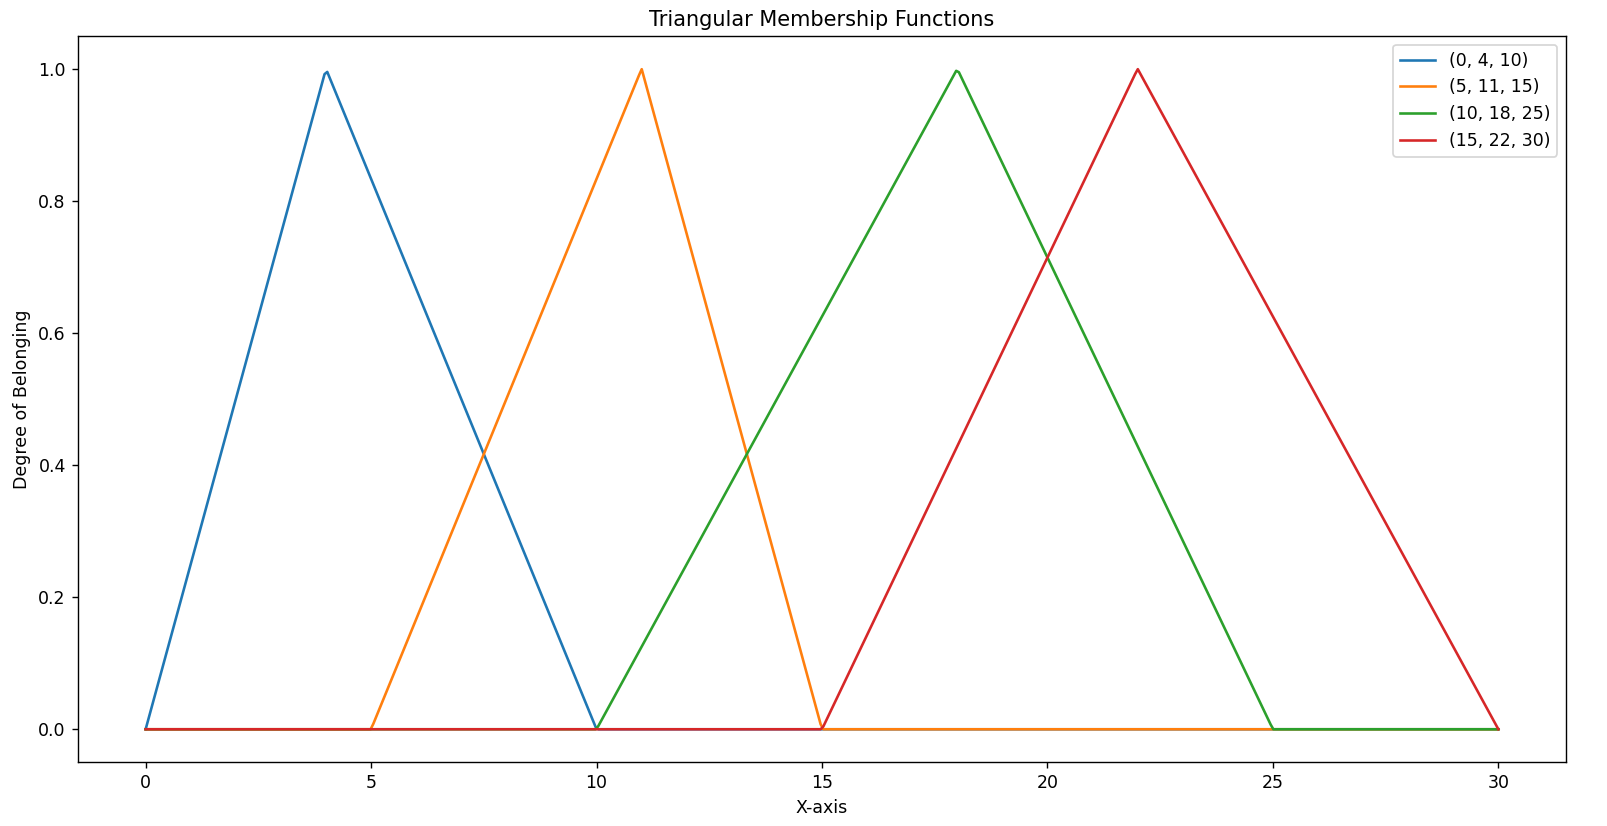 Triangular Membership Functions
(0, 4, 10)
(5, 11, 15)
(10, 18, 25)
(15, 22, 30)
Degree of Belonging
1.0
0.8
0.6
0.4
0.2
0.0
0 5 10 15 20 25 30
X-axis